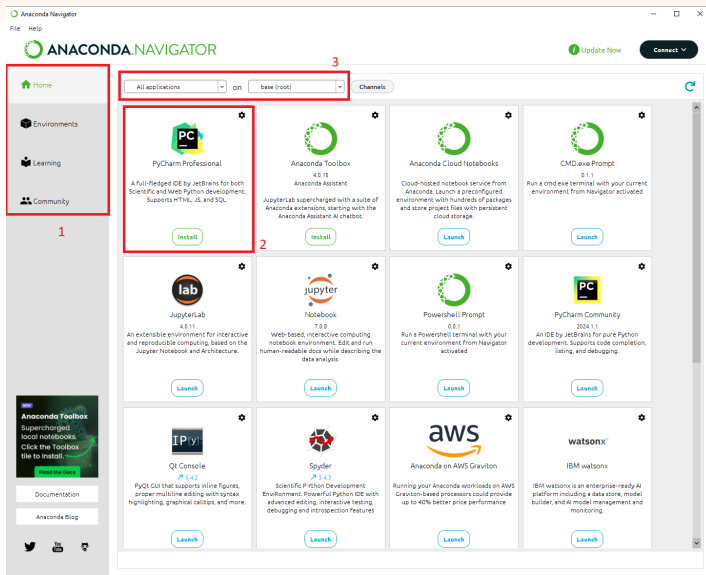 Anaconda Navigator
File Help
ANACONDA.NAVIGATOR
Update Now
Connect
3
Home
Environments
Learning
Community
1
All applications
on
base (root)
Channels
PC
PyCharm Professional
A full-fledged IDE by JetBrains for both
Scientific and Web Python development.
Supports HTML, JS, and SQL.
Install
2
Anaconda Toolbox
4.0.15
Anaconda Assistant
JupyterLab supercharged with a suite of
Anaconda extensions, starting with the
Anaconda Assistant AI chatbot.
Install
Anaconda Cloud Notebooks
Cloud-hosted notebook service from
Anaconda. Launch a preconfigured
environment with hundreds of packages
and store project files with persistent
cloud storage.
Launch
CMD.exe Prompt
0.1.1
Run a cmd.exe terminal with your current
environment from Navigator activated
Launch
lab
JupyterLab
4.0.11
An extensible environment for interactive
and reproducible computing, based on the
Jupyter Notebook and Architecture.
Launch
jupyter
Notebook
7.0.8
Web-based, interactive computing
notebook environment. Edit and run
human-readable docs while describing the
data analysis.
Launch
Powershell Prompt
0.0.1
Run a Powershell terminal with your
current environment from Navigator
activated
Launch
PC
PyCharm Community
2024.1.1
An IDE by JetBrains for pure Python
development. Supports code completion,
listing, and debugging.
Launch
IP[y]:
Qt Console
5.4.2
PyQt GUI that supports inline figures,
proper multiline editing with syntax
highlighting, graphical calltips, and more.
Launch
Spyder
5.4.3
Scientific PYthon Development
EnviRonment. Powerful Python IDE with
advanced editing, interactive testing,
debugging and introspection features
Launch
aws
Anaconda on AWS Graviton
Running your Anaconda workloads on AWS
Graviton-based processors could provide
up to 40% better price performance
Launch
watsonx
IBM watsonx
IBM watsonx is an enterprise-ready AI
platform including a data store, model
builder, and AI model management and
monitoring.
Launch
NEW
Anaconda Toolbox
Supercharged
local notebooks.
Click the Toolbox
tile to install.
Read the Docs
Documentation
Anaconda Blog
You
Tube